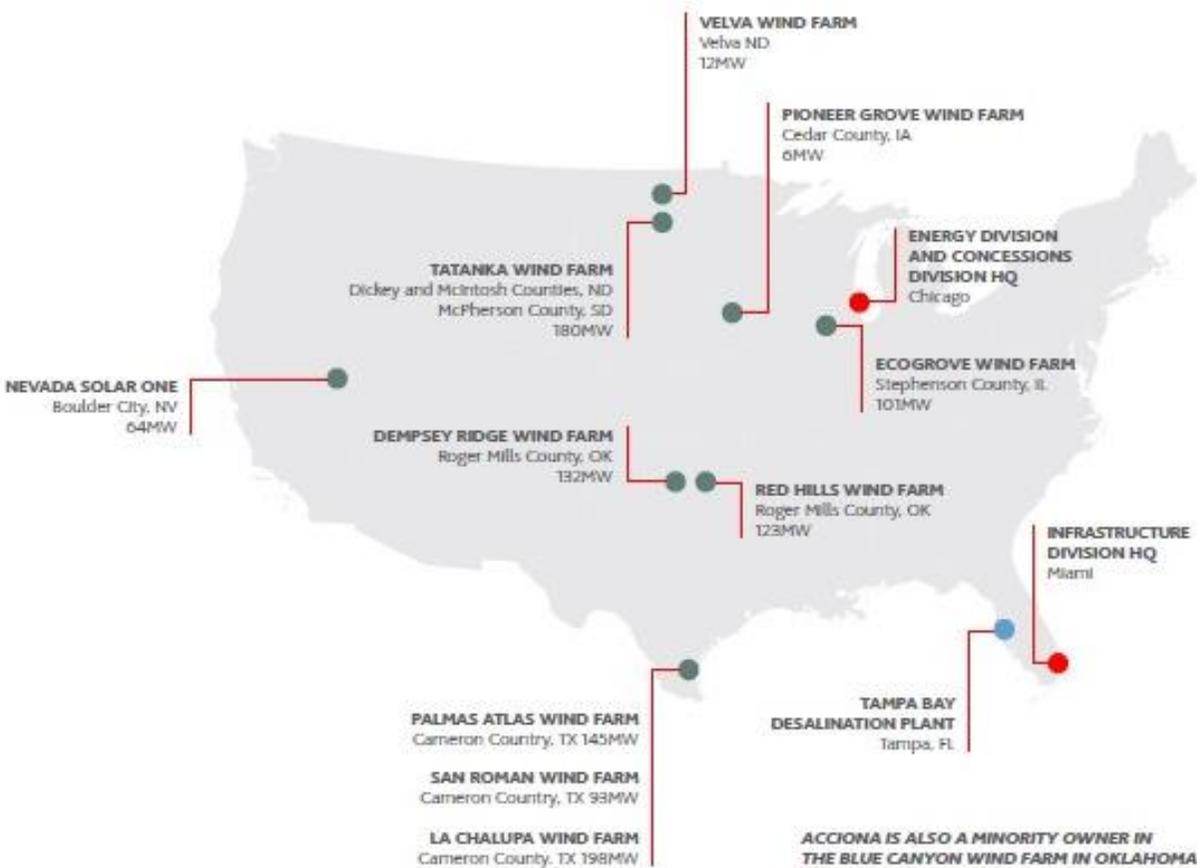 VELVA WIND FARM
Velva ND
12MW
PIONEER GROVE WIND FARM
Cedar County, IA
6MW
ENERGY DIVISION
AND CONCESSIONS
DIVISION HQ
Chicago
TATANKA WIND FARM
Dickey and McIntosh Counties, ND
McPherson County, SD
180MW
ECOGROVE WIND FARM
Stephenson County, IL
101MW
NEVADA SOLAR ONE
Boulder City, NV
64MW
DEMPSEY RIDGE WIND FARM
Roger Mills County, OK
132MW
RED HILLS WIND FARM
Roger Mills County, OK
123MW
INFRASTRUCTURE
DIVISION HQ
Miami
TAMPA BAY
DESALINATION PLANT
Tampa, FL
PALMAS ATLAS WIND FARM
Cameron Country, TX 145MW
SAN ROMAN WIND FARM
Cameron Country, TX 93MW
LA CHALUPA WIND FARM
Cameron County, TX 198MW
ACCIONA IS ALSO A MINORITY OWNER IN
THE BLUE CANYON WIND FARM IN OKLAHOMA